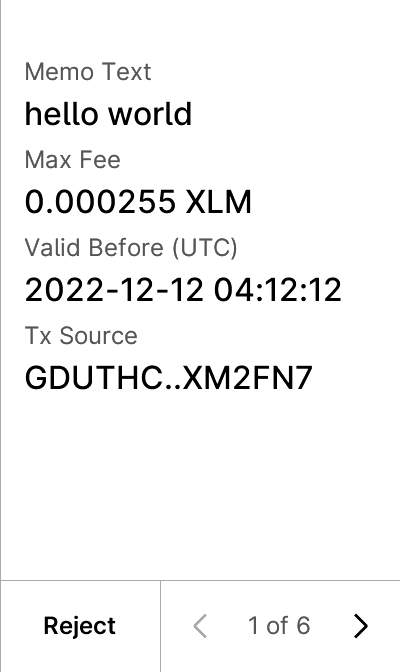 Memo Text
hello world
Max Fee
0.000255 XLM
Valid Before (UTC)
2022-12-12 04:12:12
Tx Source
GDUTHC..XM2FN7
Reject
1 of 6